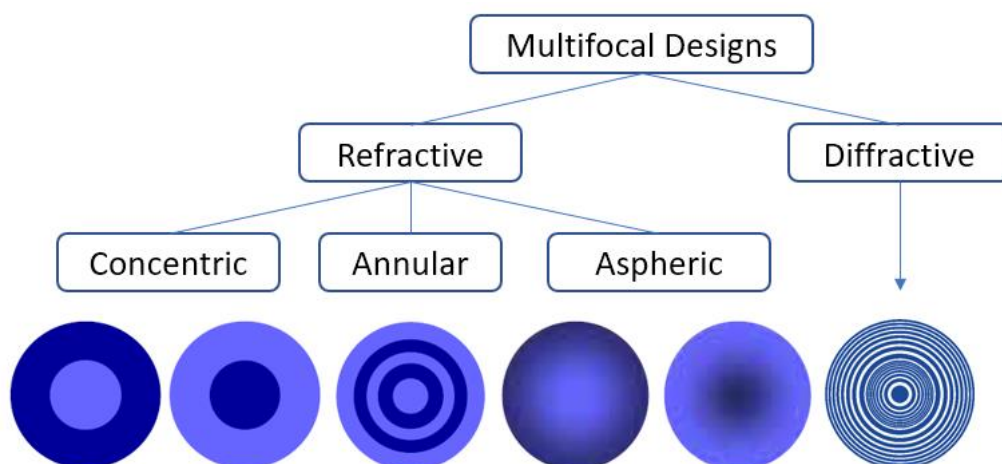 Multifocal Designs
Refractive
Diffractive
Concentric
Annular
Aspheric